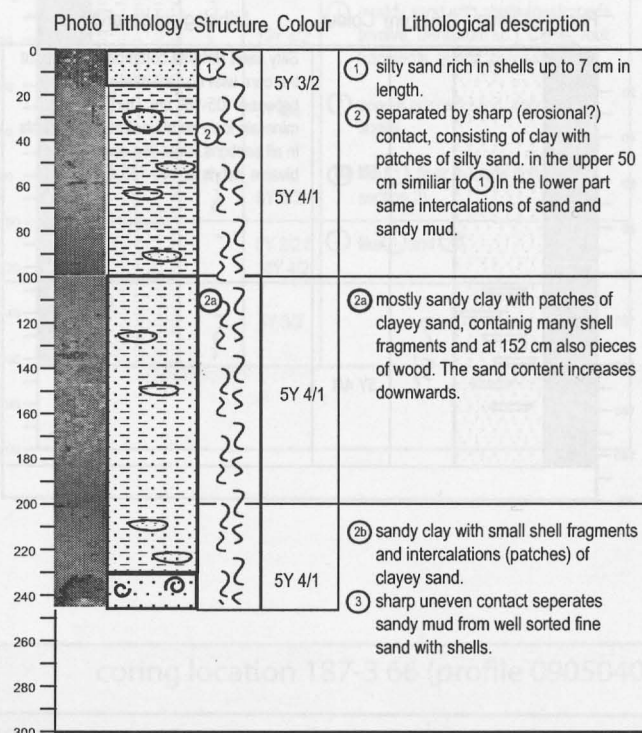 Photo Lithology Structure Colour Lithological description
0
20
40
60
80
100
120
140
160
180
200
220
240
260
280
300
1
2
2a
5Y 3/2
5Y 4/1
5Y 4/1
5Y 4/1
1 silty sand rich in shells up to 7 cm in
length.
2 separated by sharp (erosional?)
contact, consisting of clay with
patches of silty sand. in the upper 50
cm similar to 1 In the lower part
same intercalations of sand and
sandy mud.
2a mostly sandy clay with patches of
clayey sand, containig many shell
fragments and at 152 cm also pieces
of wood. The sand content increases
downwards.
2b sandy clay with small shell fragments
and intercalations (patches) of
clayey sand.
3 sharp uneven contact seperates
sandy mud from well sorted fine
sand with shells.
coring location 187-3.66 (profile 0905040